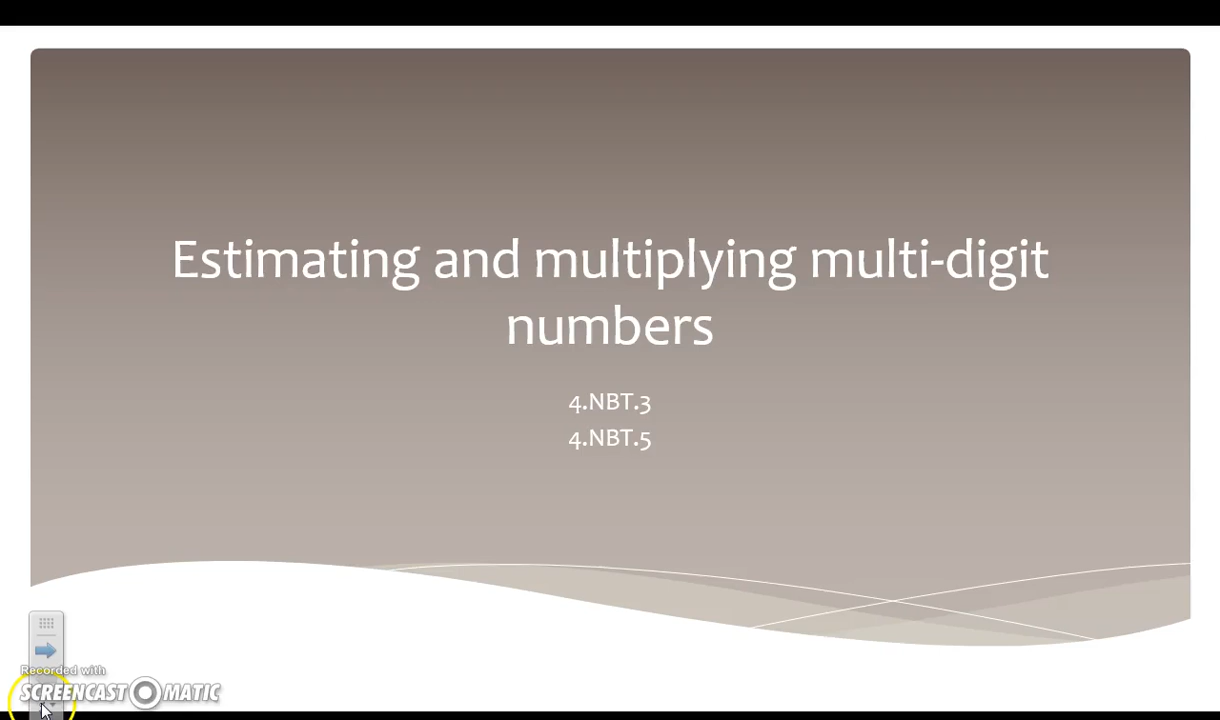 Estimating and multiplying multi-digit
numbers
4.NBT.3
4.NBT.5
Recorded with
SCREENCAST O MATIC